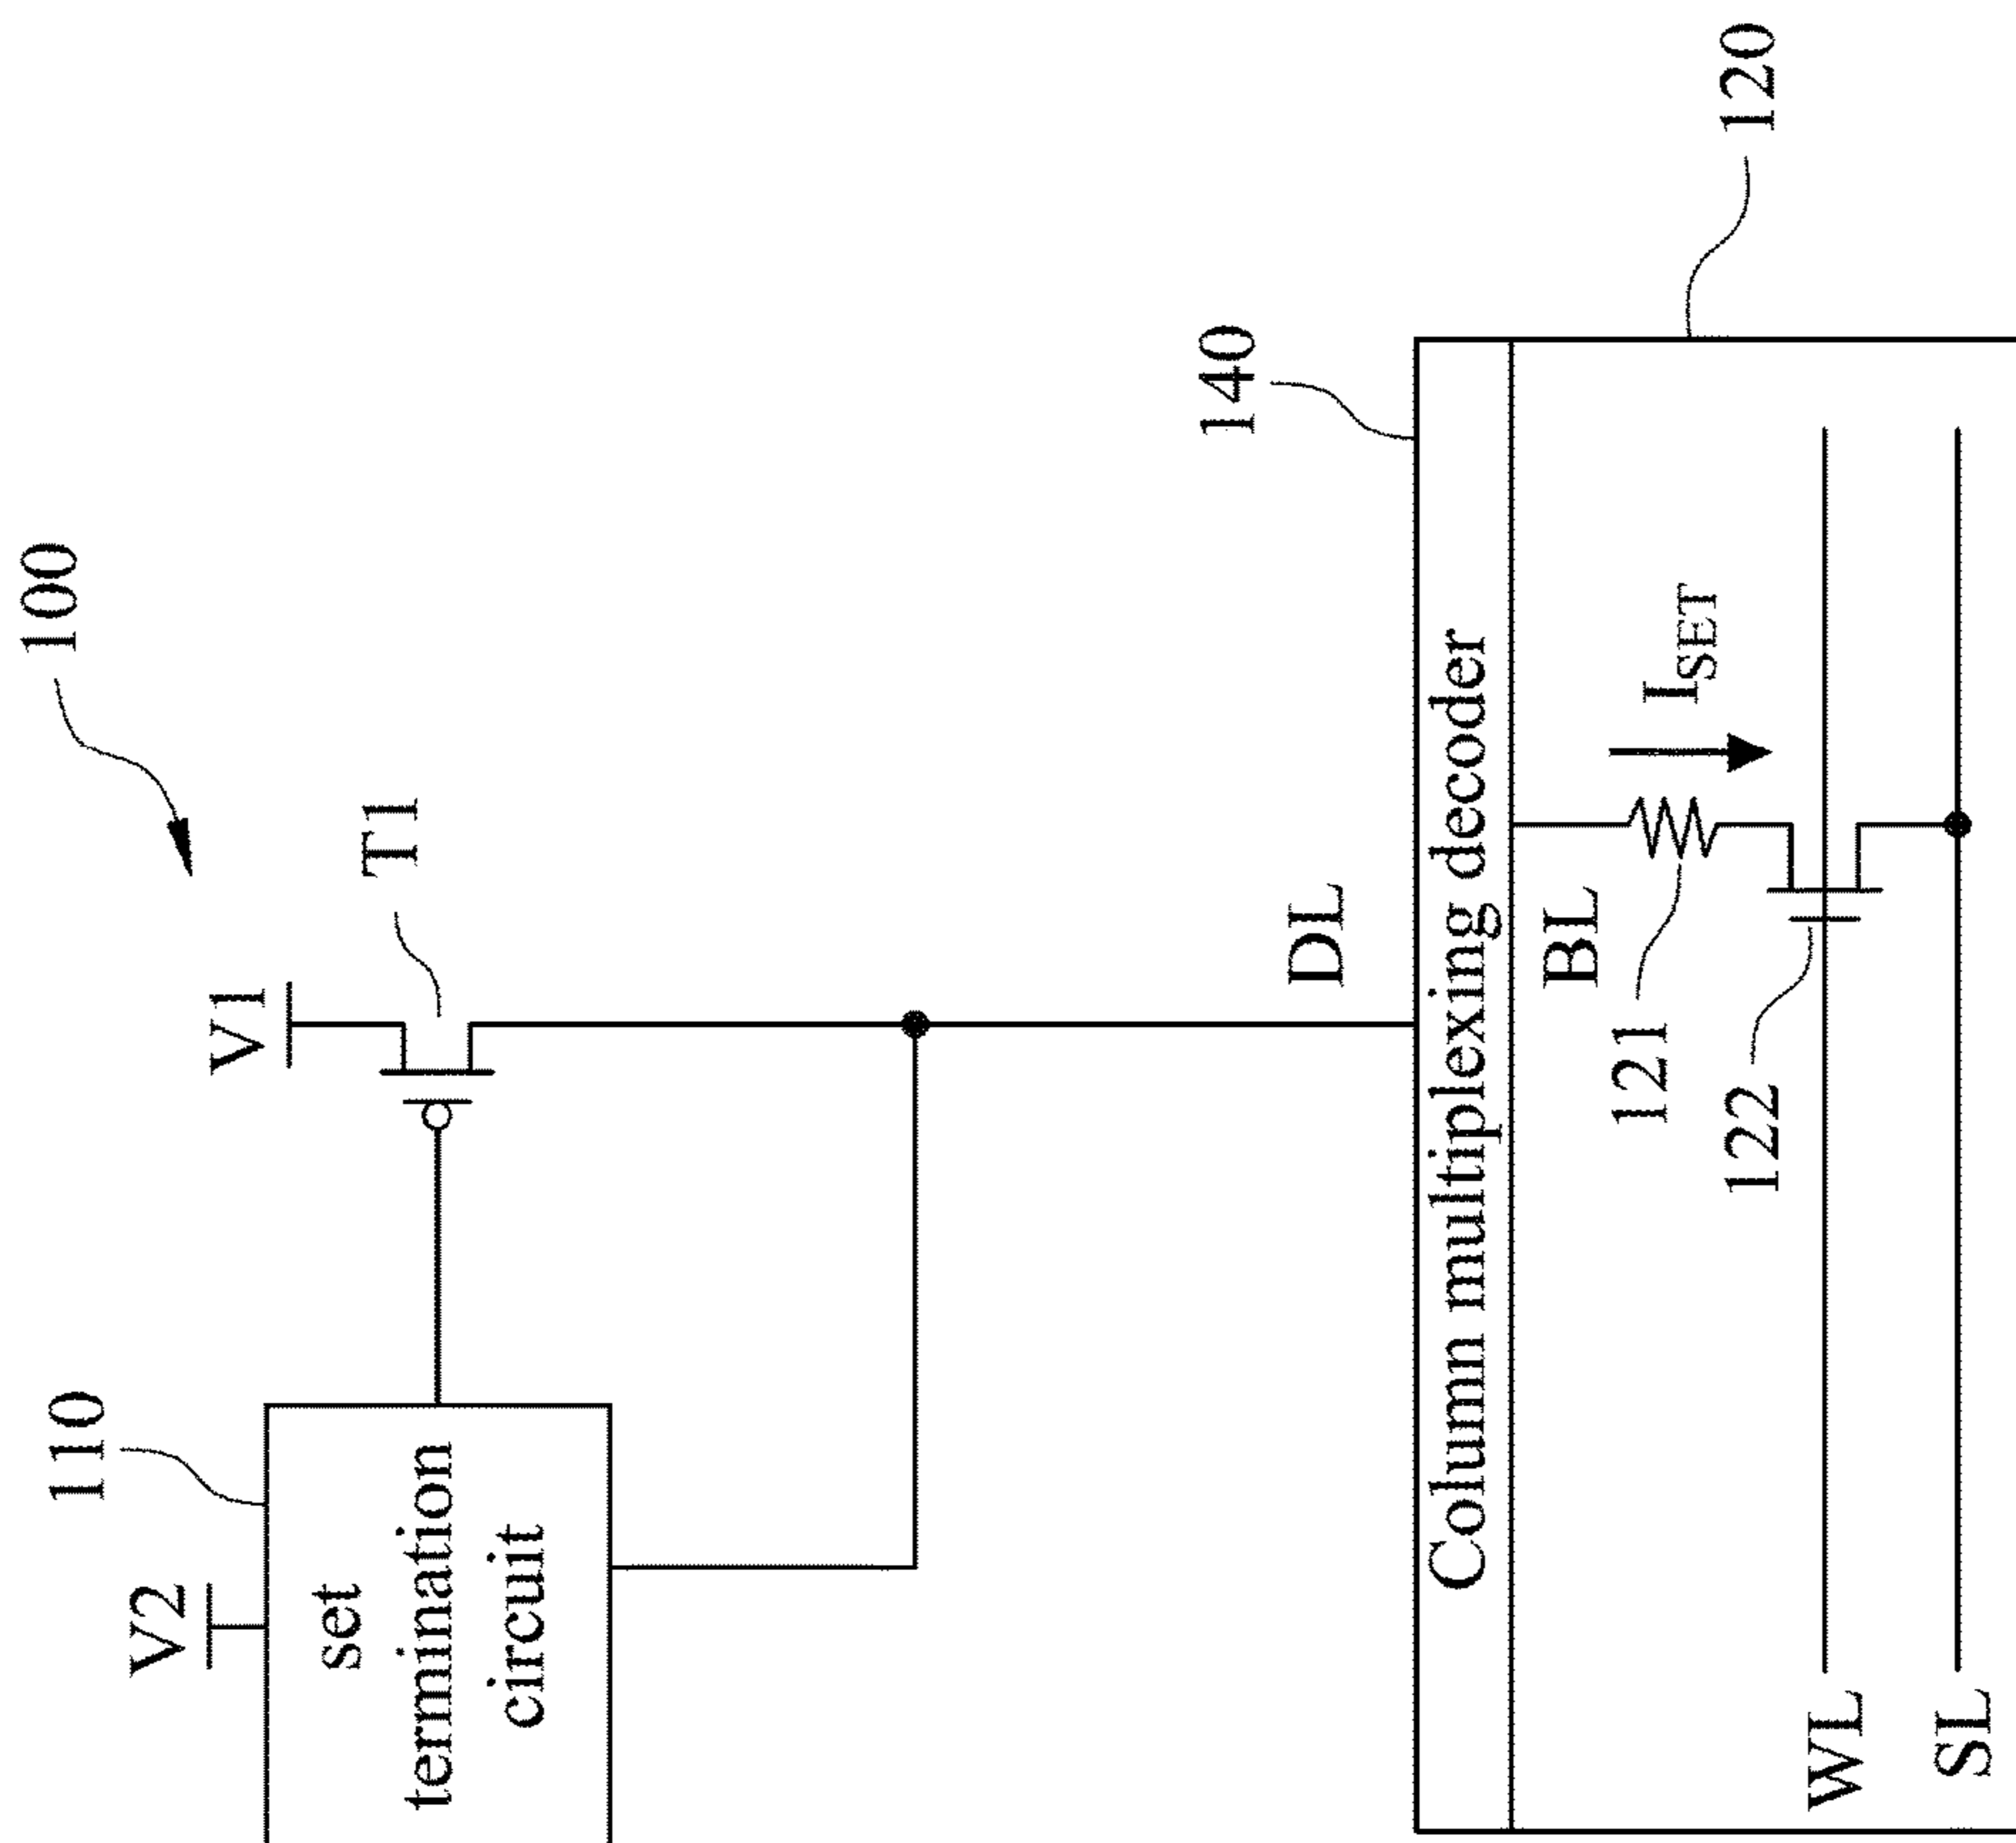 100
V2
110
V1
T1
set
termination
circuit
DL
140
Column multiplexing decoder
BL
121
I_SET
122
120
WL
SL